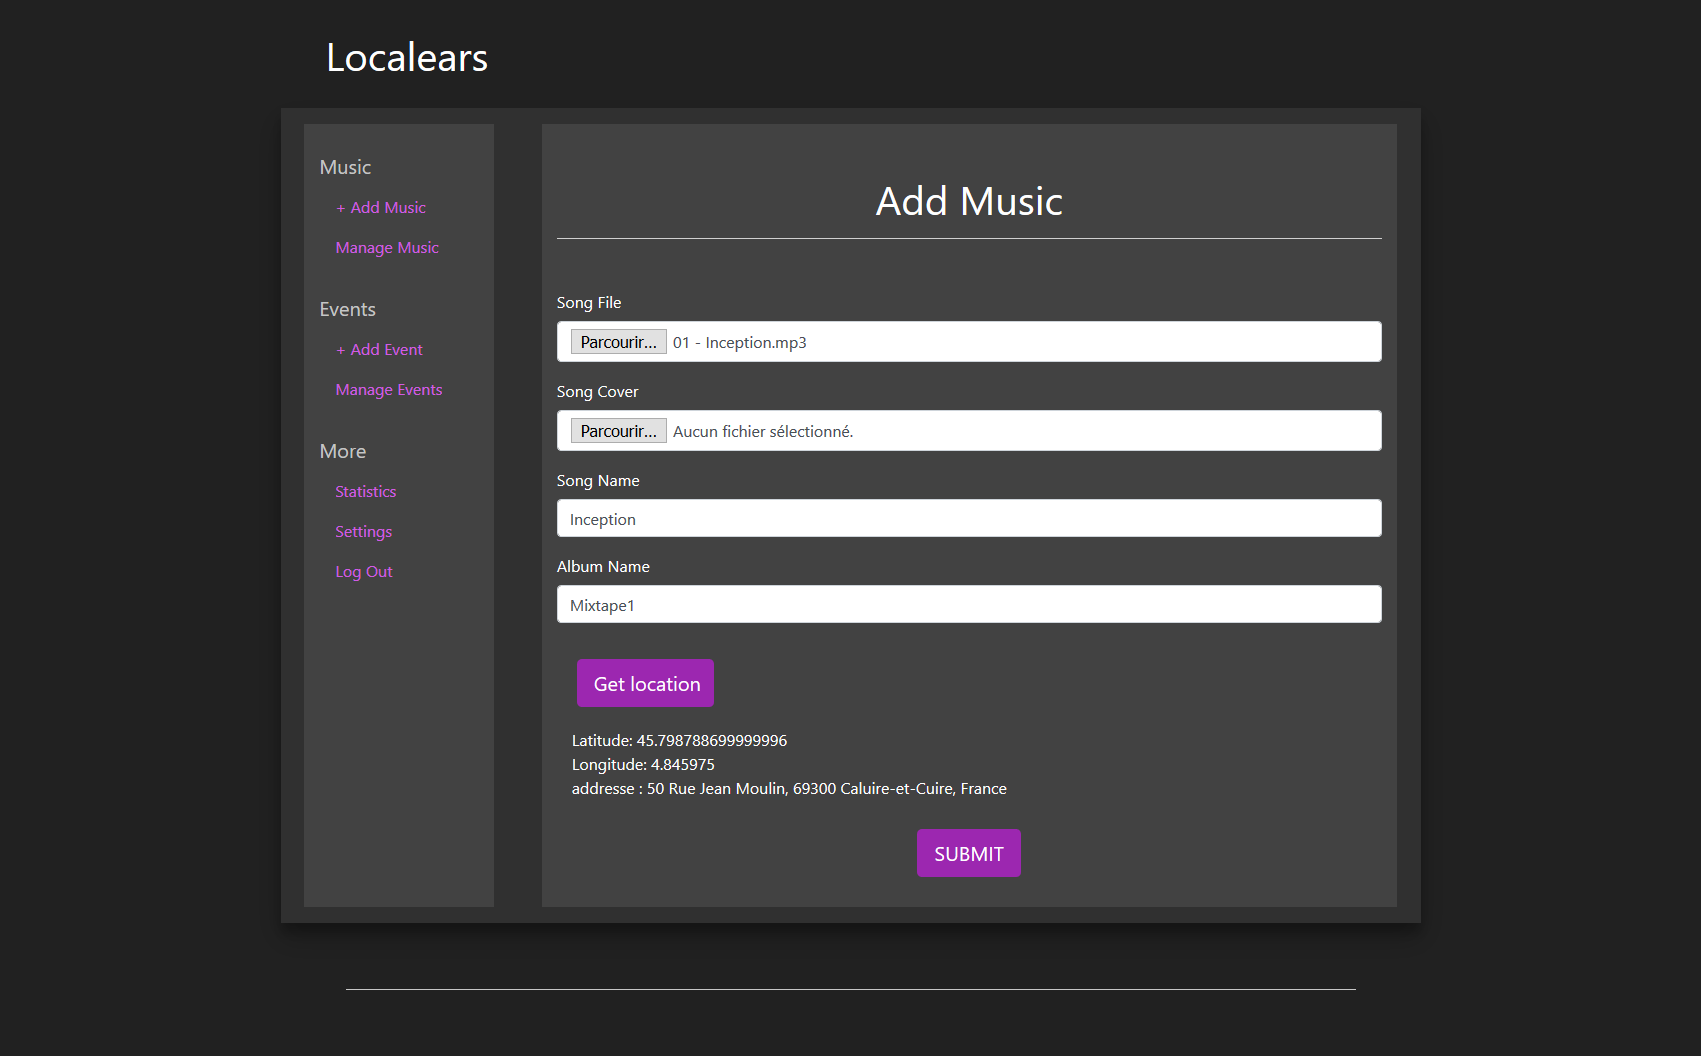 Localears
Music
+ Add Music
Manage Music
Events
+ Add Event
Manage Events
More
Statistics
Settings
Log Out
Add Music
Song File
Parcourir... 01 - Inception.mp3
Song Cover
Parcourir... Aucun fichier sélectionné.
Song Name
Inception
Album Name
Mixtape1
Get location
Latitude: 45.798788699999996
Longitude: 4.845975
addresse : 50 Rue Jean Moulin, 69300 Caluire-et-Cuire, France
SUBMIT